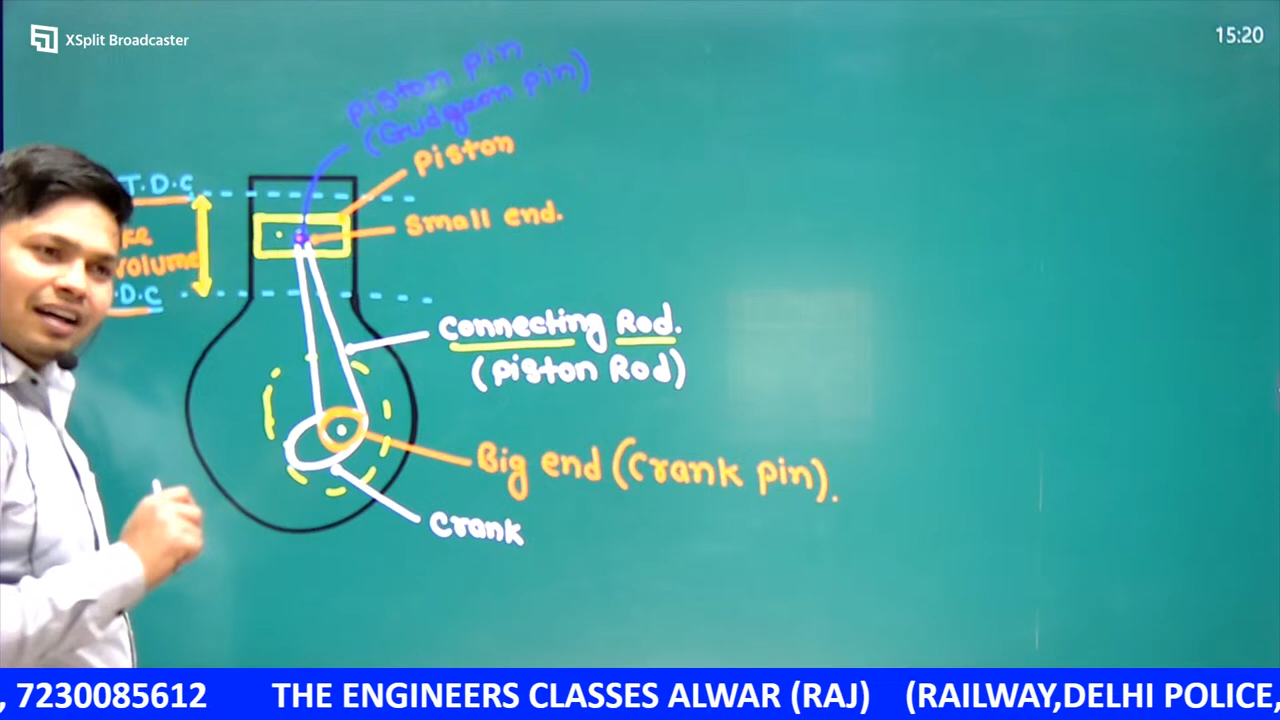 XSplit Broadcaster
15:20
Piston pin
(Gudgeon pin)
Piston
T.D.C
Small end.
ke
volume
D.C
Connecting Rod.
(Piston Rod)
Big end (Crank pin).
Crank
, 7230085612 THE ENGINEERS CLASSES ALWAR (RAJ) (RAILWAY,DELHI POLICE,